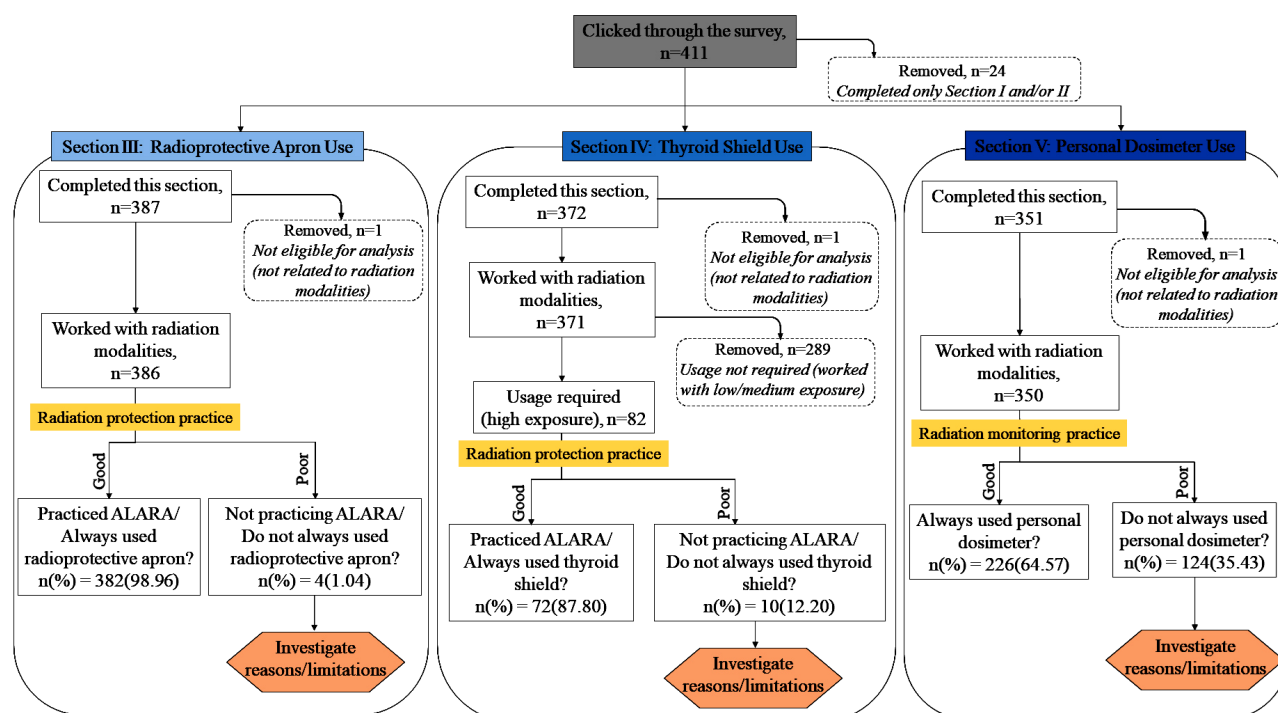 Clicked through the survey,
n=411
Removed, n=24
Completed only Section I and/or II
Section III: Radioprotective Apron Use
Completed this section,
n=387
Removed, n=1
Not eligible for analysis
(not related to radiation
modalities)
Worked with radiation
modalities,
n=386
Radiation protection practice
Good
Poor
Practiced ALARA/
Always used
radioprotective apron?
n(%) = 382(98.96)
Not practicing ALARA/
Do not always used
radioprotective apron?
n(%) = 4(1.04)
Investigate
reasons/limitations
Section IV: Thyroid Shield Use
Completed this section,
n=372
Removed, n=1
Not eligible for analysis
(not related to radiation
modalities)
Worked with radiation
modalities,
n=371
Removed, n=289
Usage not required (worked
with low/medium exposure)
Usage required
(high exposure), n=82
Radiation protection practice
Good
Poor
Practiced ALARA/
Always used thyroid
shield?
n(%) = 72(87.80)
Not practicing ALARA/
Do not always used thyroid
shield?
n(%) = 10(12.20)
Investigate
reasons/limitations
Section V: Personal Dosimeter Use
Completed this section,
n=351
Removed, n=1
Not eligible for analysis
(not related to radiation
modalities)
Worked with radiation
modalities,
n=350
Radiation monitoring practice
Good
Poor
Always used personal
dosimeter?
n(%) = 226(64.57)
Do not always used
personal dosimeter?
n(%) = 124(35.43)
Investigate
reasons/limitations